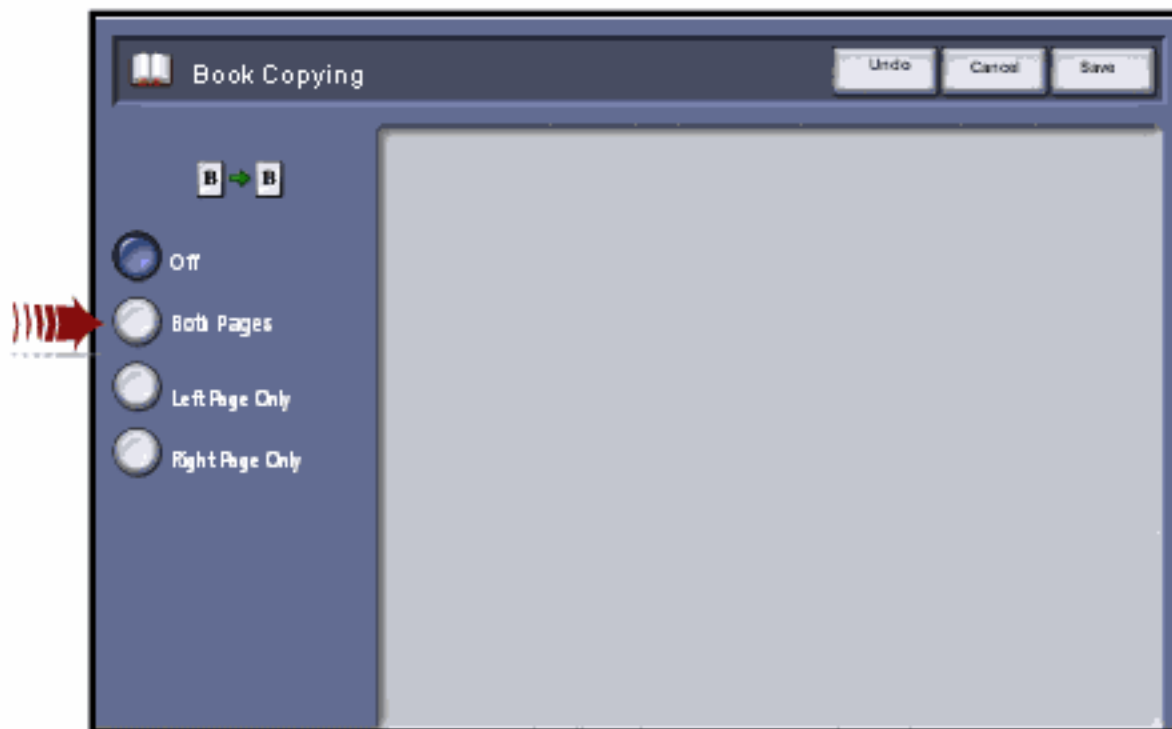 Book Copying
Undo
Cancel
Save
B B
Off
Both Pages
Left Page Only
Right Page Only